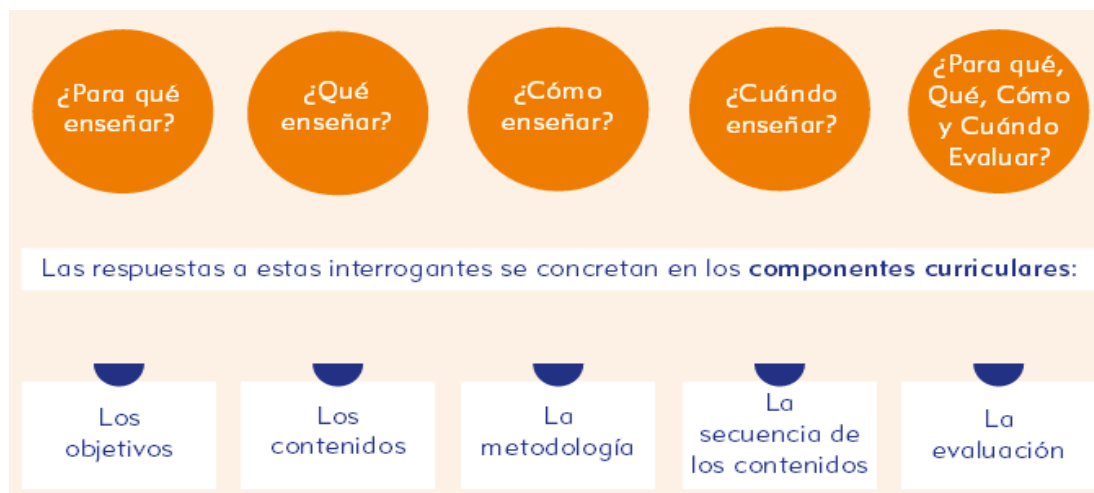 ¿Para qué
enseñar?
¿Qué
enseñar?
¿Cómo
enseñar?
¿Cuándo
enseñar?
¿Para qué,
Qué, Cómo
y Cuándo
Evaluar?
Las respuestas a estas interrogantes se concretan en los componentes curriculares:
Los
objetivos
Los
contenidos
La
metodología
La
secuencia de
los contenidos
La
evaluación